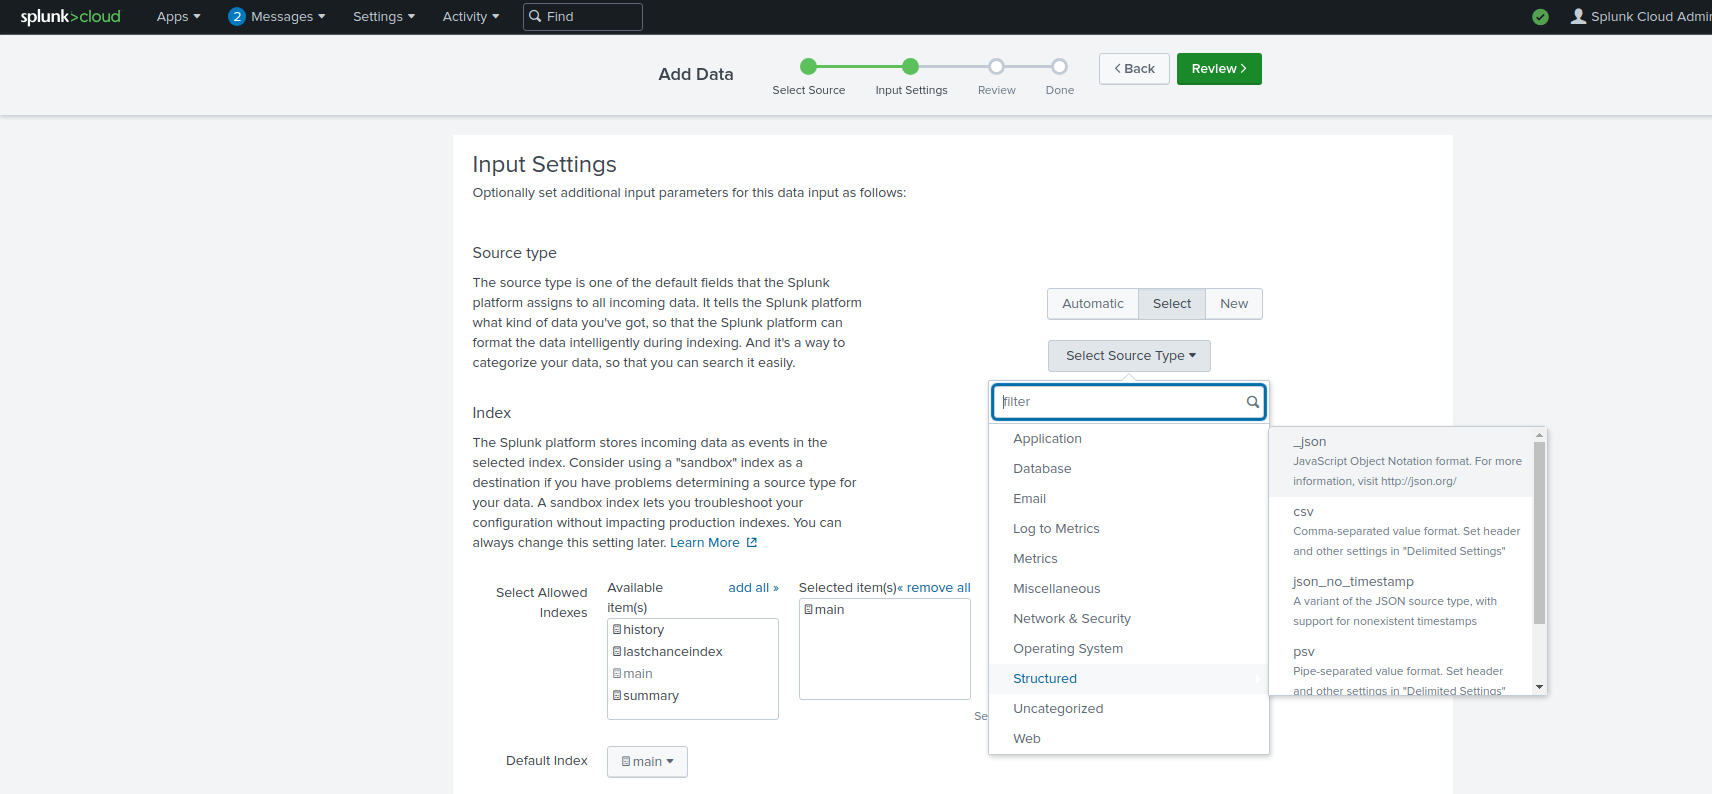 splunk>cloud Apps 2 Messages Settings Activity Find Splunk Cloud Admin
Add Data
Select Source Input Settings Review Done
Back Review
Input Settings
Optionally set additional input parameters for this data input as follows:
Source type
The source type is one of the default fields that the Splunk
platform assigns to all incoming data. It tells the Splunk platform
what kind of data you've got, so that the Splunk platform can
format the data intelligently during indexing. And it's a way to
categorize your data, so that you can search it easily.
Automatic Select New
Select Source Type
filter
Application
Database
Email
Log to Metrics
Metrics
Miscellaneous
Network & Security
Operating System
Structured
Uncategorized
Web
_json
JavaScript Object Notation format. For more
information, visit http://json.org/
csv
Comma-separated value format. Set header
and other settings in "Delimited Settings"
json_no_timestamp
A variant of the JSON source type, with
support for nonexistent timestamps
psv
Pipe-separated value format. Set header
and other settings in "Delimited Settings"
Index
The Splunk platform stores incoming data as events in the
selected index. Consider using a "sandbox" index as a
destination if you have problems determining a source type for
your data. A sandbox index lets you troubleshoot your
configuration without impacting production indexes. You can
always change this setting later. Learn More
Select Allowed
Indexes
Available
item(s)
add all »
history
lastchanceindex
main
summary
Selected item(s) « remove all
main
Se
Default Index
main